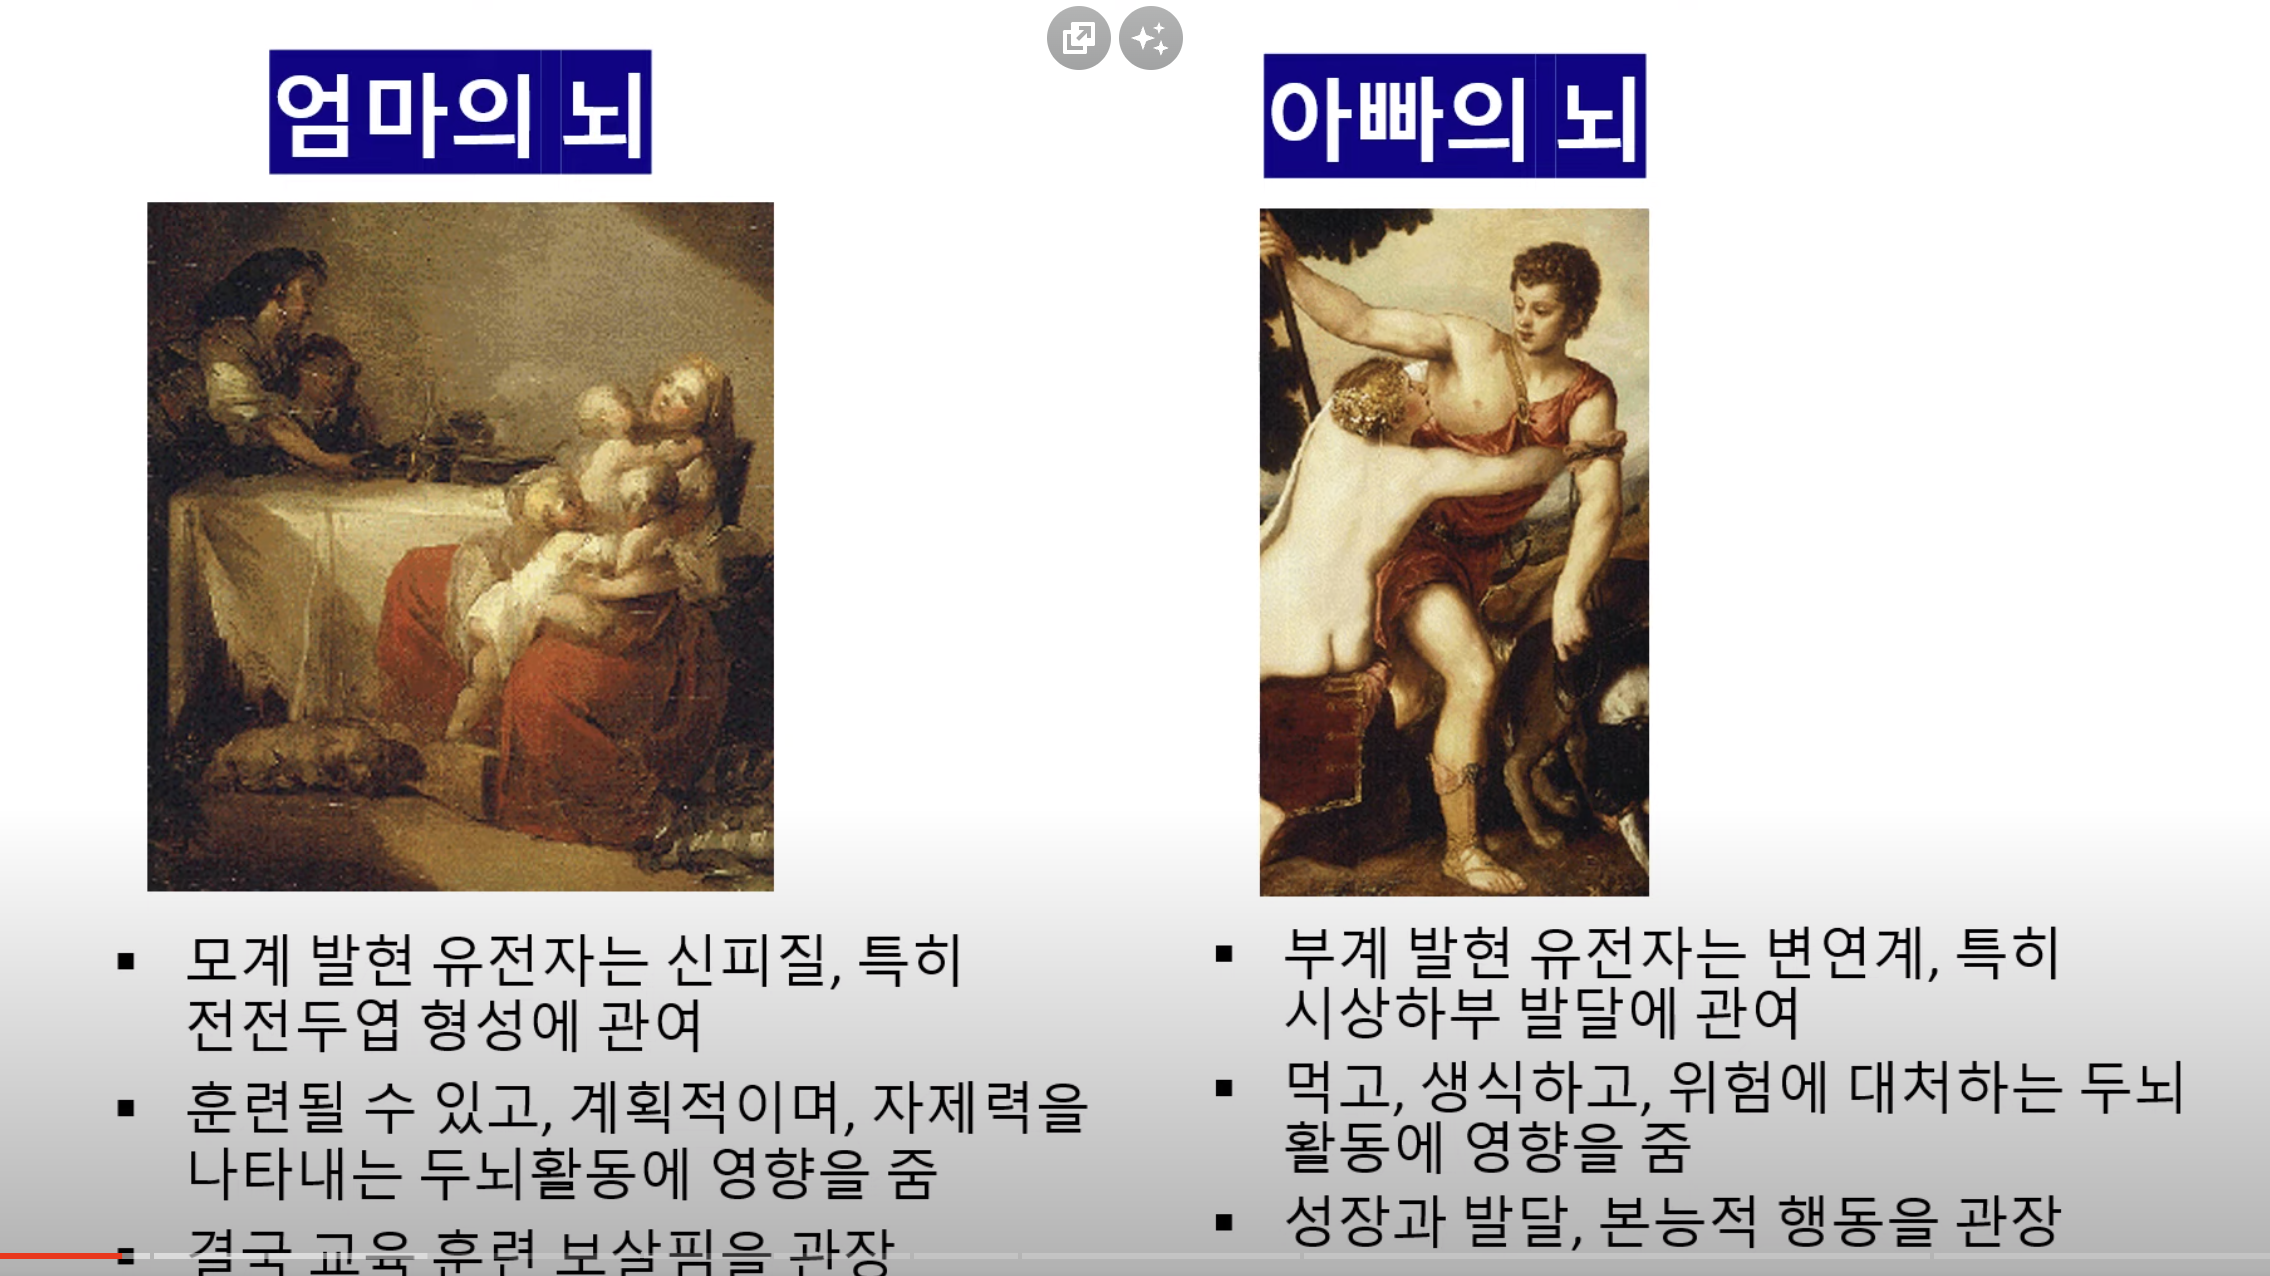 엄마의 뇌
모계 발현 유전자는 신피질, 특히
전전두엽 형성에 관여
훈련될 수 있고, 계획적이며, 자제력을
나타내는 두뇌활동에 영향을 줌
결국 교육 훈련 보살핌을 관장
아빠의 뇌
부계 발현 유전자는 변연계, 특히
시상하부 발달에 관여
먹고, 생식하고, 위험에 대처하는 두뇌
활동에 영향을 줌
성장과 발달, 본능적 행동을 관장